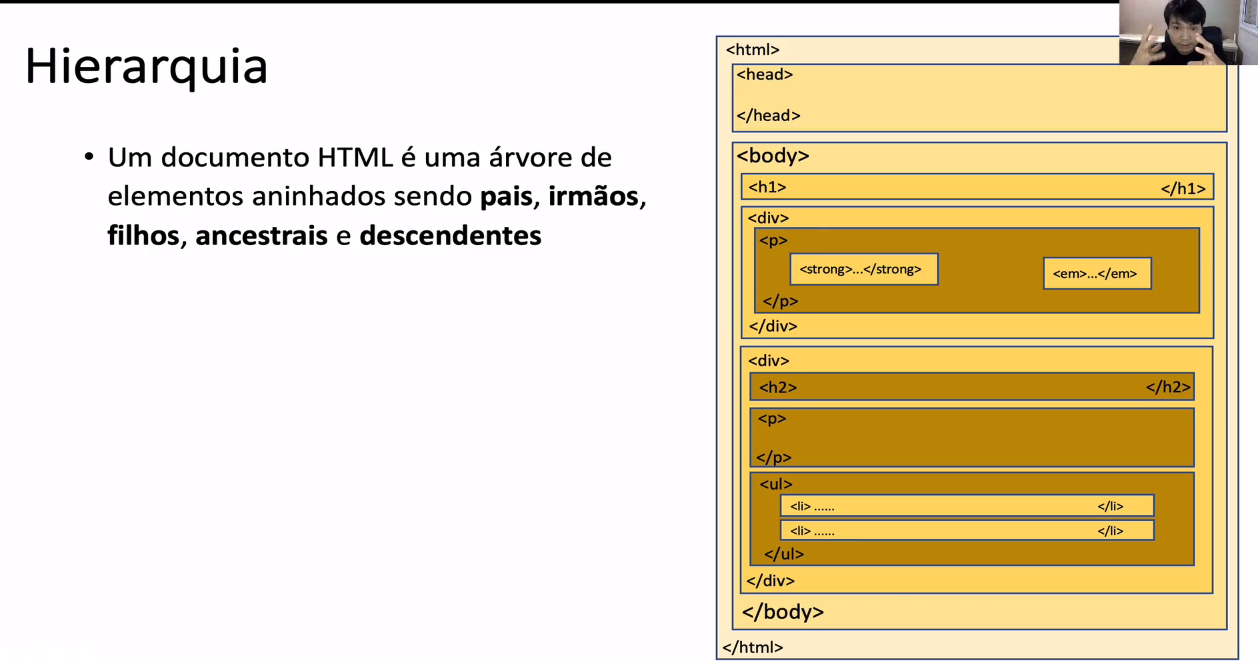 Hierarquia
• Um documento HTML é uma árvore de
elementos aninhados sendo pais, irmãos,
filhos, ancestrais e descendentes
<html>
<head>
</head>
<body>
<h1> </h1>
<div>
<p>
<strong>...</strong> <em>...</em>
</p>
</div>
<div>
<h2> </h2>
<p>
</p>
<ul>
<li> ...... </li>
<li> ...... </li>
</ul>
</div>
</body>
</html>